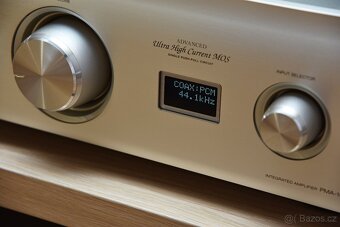 ADVANCED
Ultra High Current MOS
SINGLE PUSH-PULL CIRCUIT
INPUT SELECTOR
COAX:PCM
44.1kHz
INTEGRATED AMPLIFIER PMA-
© Bazos.cz